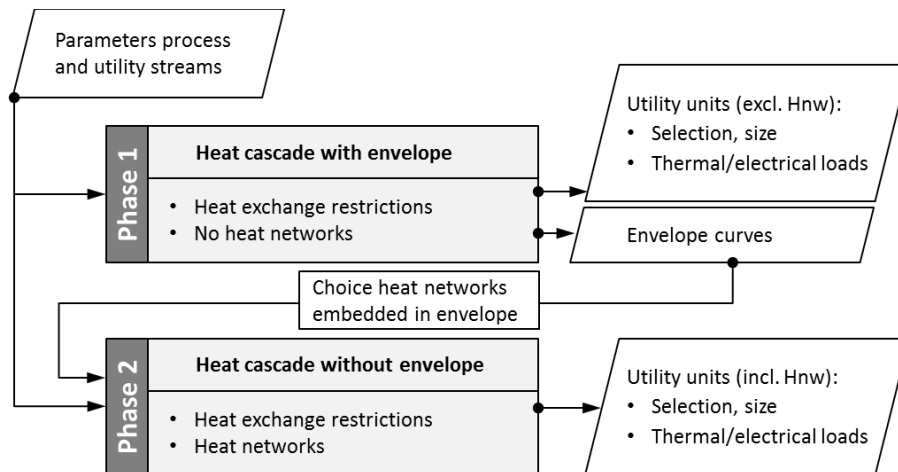 Parameters process
and utility streams
Phase 1
Heat cascade with envelope
• Heat exchange restrictions
• No heat networks
Utility units (excl. Hnw):
• Selection, size
• Thermal/electrical loads
Envelope curves
Choice heat networks
embedded in envelope
Phase 2
Heat cascade without envelope
• Heat exchange restrictions
• Heat networks
Utility units (incl. Hnw):
• Selection, size
• Thermal/electrical loads